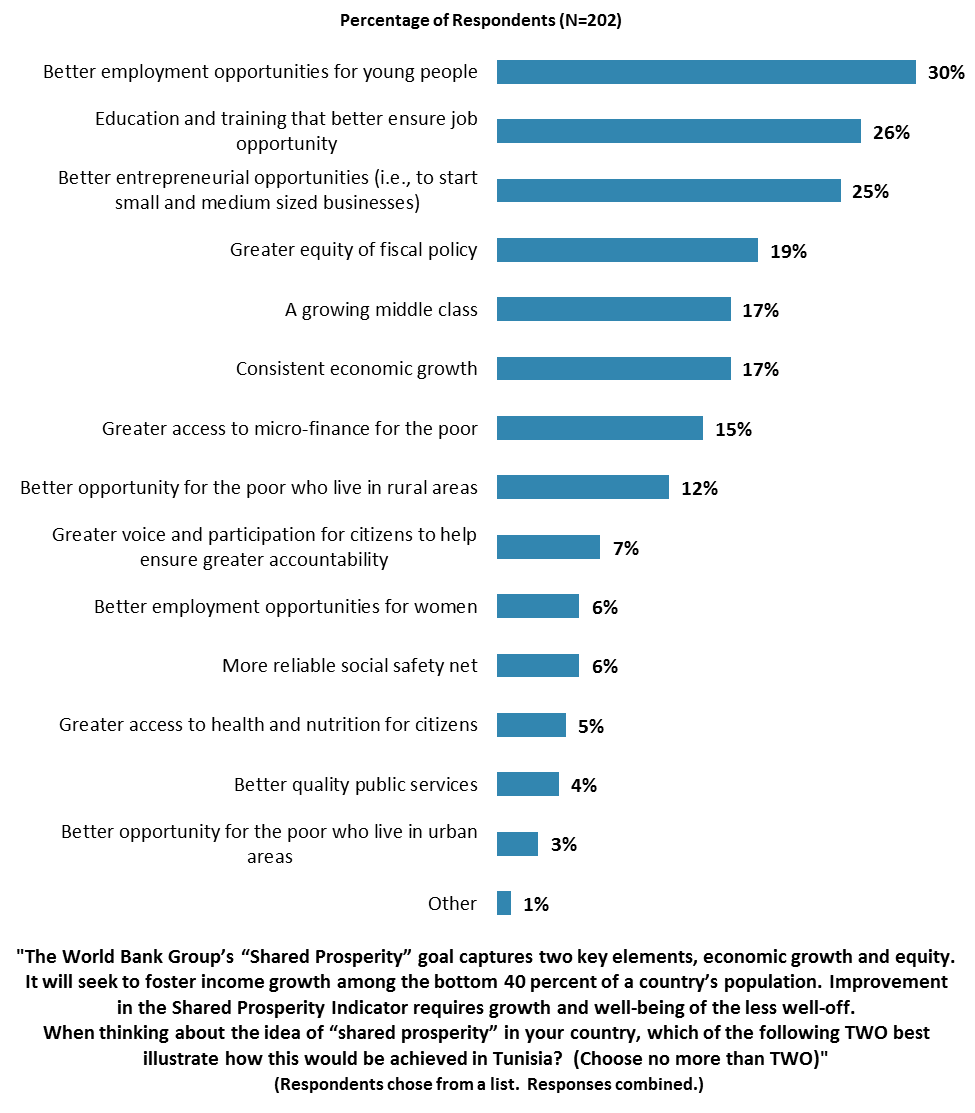 Percentage of Respondents (N=202)
Better employment opportunities for young people
30%
Education and training that better ensure job
opportunity
26%
Better entrepreneurial opportunities (i.e., to start
small and medium sized businesses)
25%
Greater equity of fiscal policy
19%
A growing middle class
17%
Consistent economic growth
17%
Greater access to micro-finance for the poor
15%
Better opportunity for the poor who live in rural areas
12%
Greater voice and participation for citizens to help
ensure greater accountability
7%
Better employment opportunities for women
6%
More reliable social safety net
6%
Greater access to health and nutrition for citizens
5%
Better quality public services
4%
Better opportunity for the poor who live in urban
areas
3%
Other
1%
"The World Bank Group’s “Shared Prosperity” goal captures two key elements, economic growth and equity.
It will seek to foster income growth among the bottom 40 percent of a country’s population. Improvement
in the Shared Prosperity Indicator requires growth and well-being of the less well-off.
When thinking about the idea of “shared prosperity” in your country, which of the following TWO best
illustrate how this would be achieved in Tunisia?  (Choose no more than TWO)"
(Respondents chose from a list.  Responses combined.)